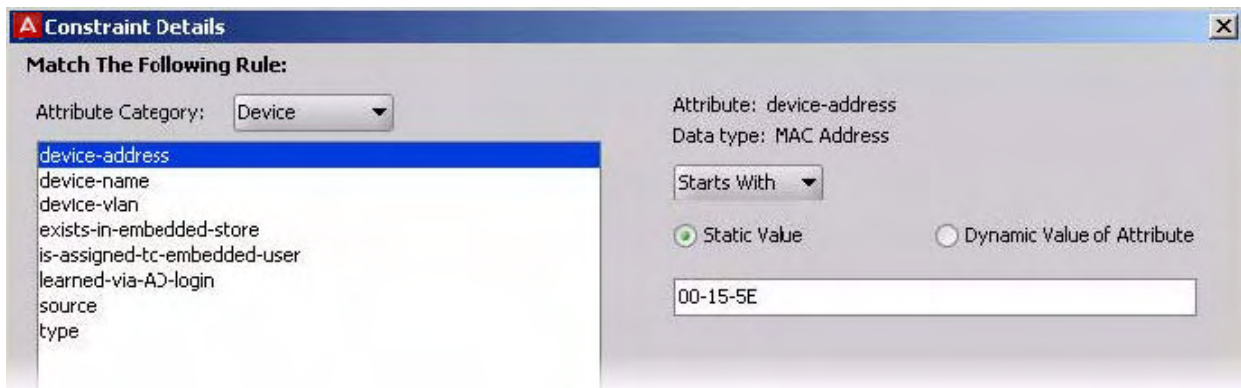 Constraint Details
Match The Following Rule:
Attribute Category: Device
device-address
device-name
device-vlan
exists-in-embedded-store
is-assigned-to-embedded-user
learned-via-AD-login
source
type
Attribute: device-address
Data type: MAC Address
Starts With
Static Value
Dynamic Value of Attribute
00-15-5E